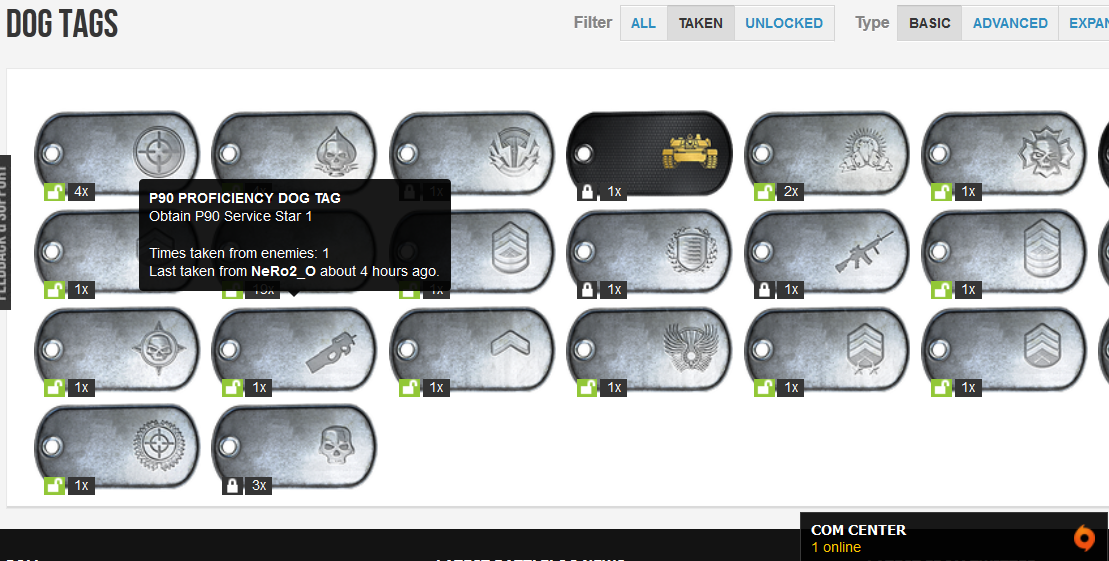 DOG TAGS
Filter ALL TAKEN UNLOCKED Type BASIC ADVANCED EXPAN
4x
1x
1x
2x
1x
P90 PROFICIENCY DOG TAG
Obtain P90 Service Star 1
Times taken from enemies: 1
Last taken from NeRo2_O about 4 hours ago.
FEEDBACK & SUPPORT
1x
1x
1x
1x
1x
1x
1x
1x
1x
1x
1x
1x
3x
COM CENTER
1 online